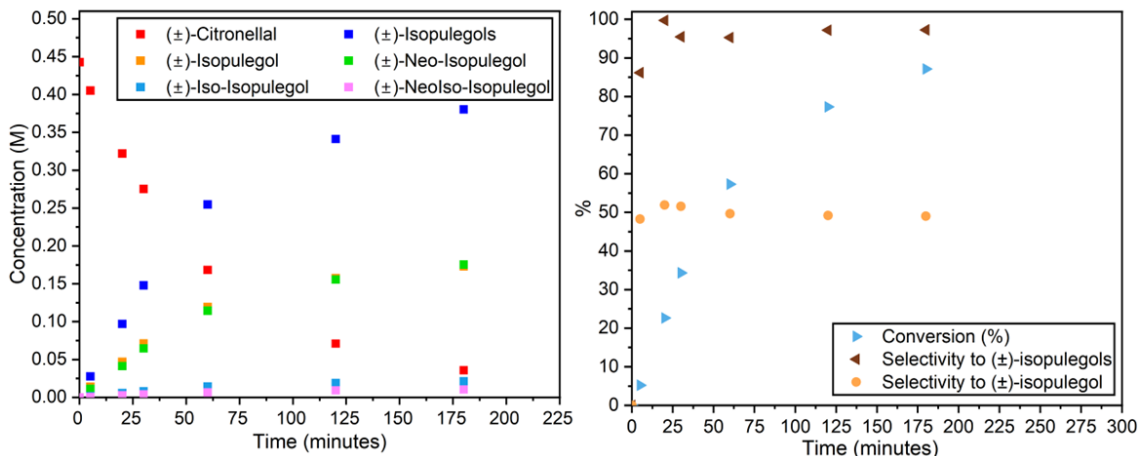 0.50
0.45
0.40
0.35
0.30
0.25
0.20
0.15
0.10
0.05
0.00
Concentration (M)
(±)-Citronellal (±)-Isopulegols
(±)-Isopulegol (±)-Neo-Isopulegol
(±)-Iso-Isopulegol (±)-NeoIso-Isopulegol
0 25 50 75 100 125 150 175 200 225
Time (minutes)
100
90
80
70
60
50
40
30
20
10
0
%
Conversion (%)
Selectivity to (±)-isopulegols
Selectivity to (±)-isopulegol
0 25 50 75 100 125 150 175 200 225 250 275 300
Time (minutes)